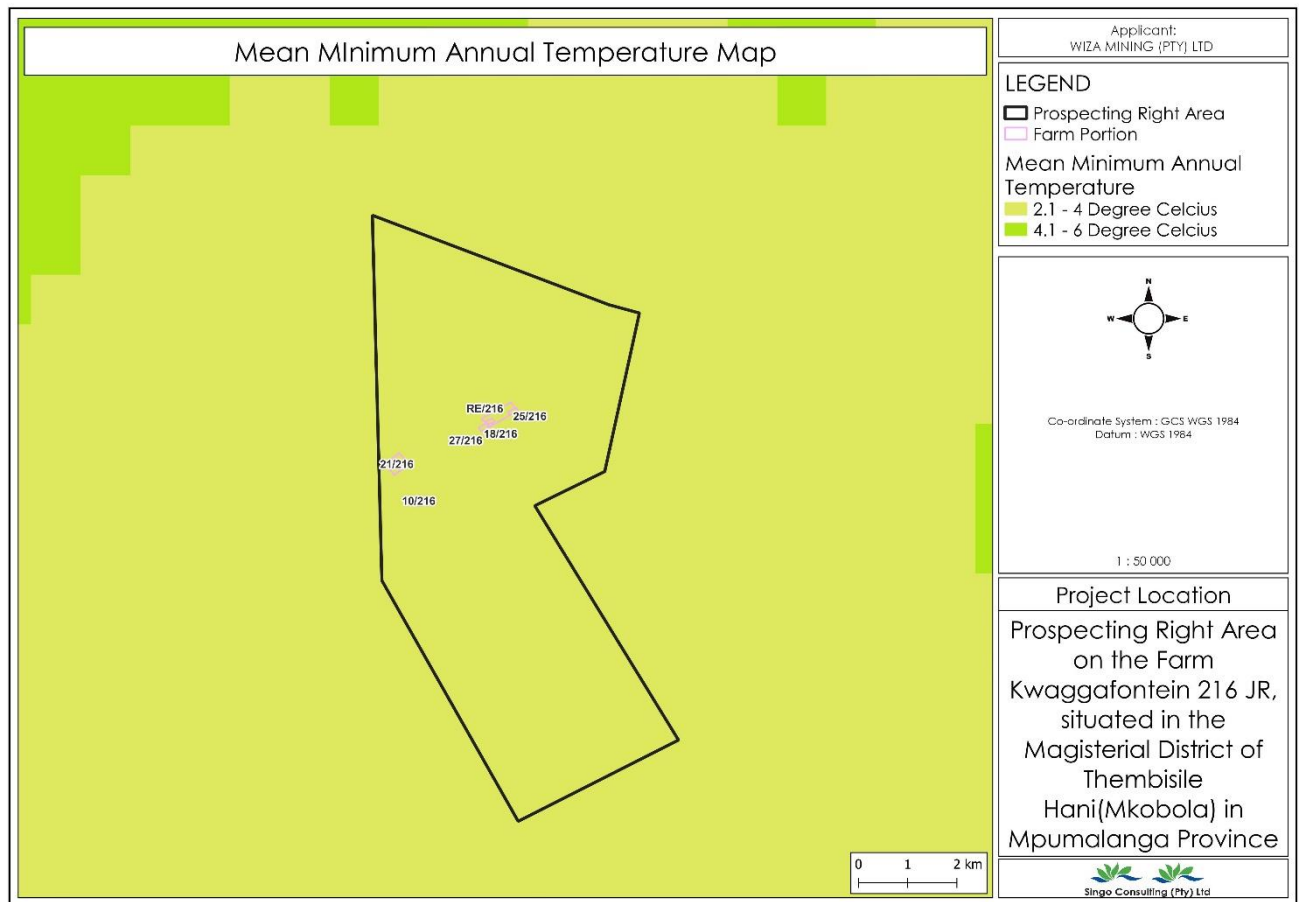 Mean MInimum Annual Temperature Map
RE/216
25/216
18/216
27/216
21/216
10/216
0 1 2 km
Applicant:
WIZA MINING (PTY) LTD
LEGEND
Prospecting Right Area
Farm Portion
Mean Minimum Annual
Temperature
2.1 - 4 Degree Celcius
4.1 - 6 Degree Celcius
N
W E
S
Co-ordinate System : GCS WGS 1984
Datum : WGS 1984
1 : 50 000
Project Location
Prospecting Right Area
on the Farm
Kwaggafontein 216 JR,
situated in the
Magisterial District of
Thembisile
Hani(Mkobola) in
Mpumalanga Province
Singo Consulting (Pty) Ltd